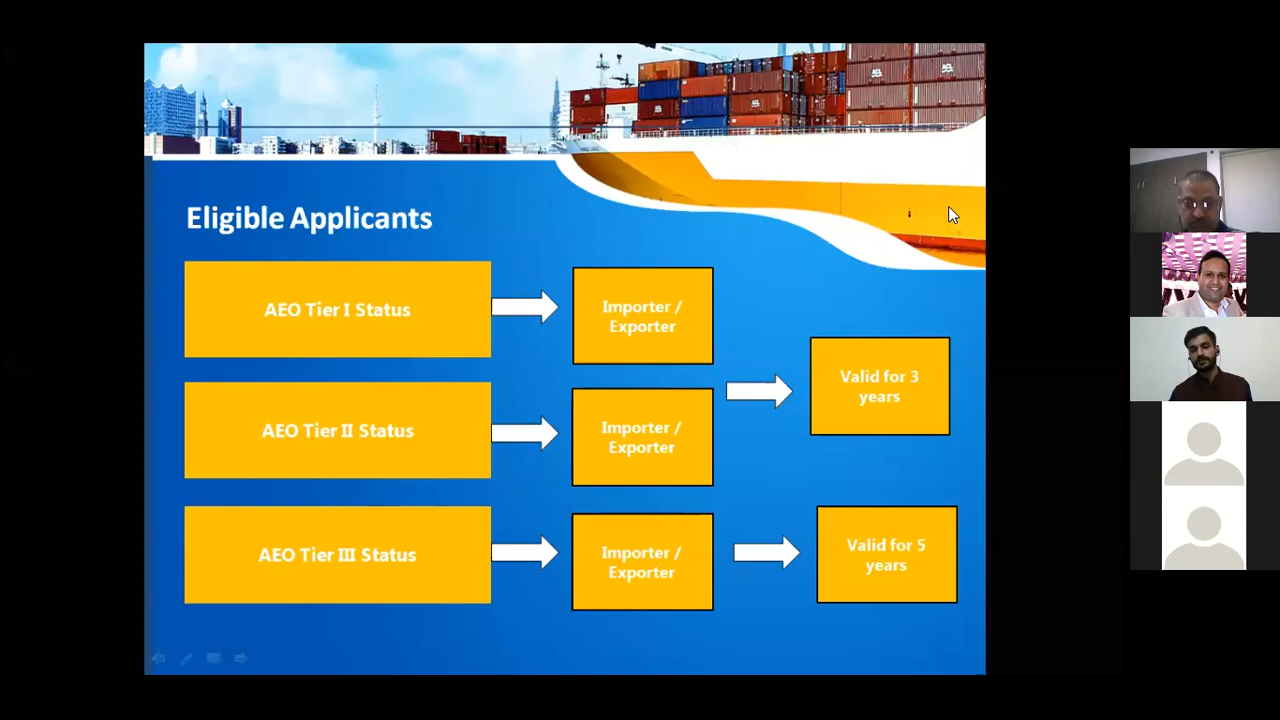 Eligible Applicants
AEO Tier I Status
Importer /
Exporter
AEO Tier II Status
Importer /
Exporter
Valid for 3
years
AEO Tier III Status
Importer /
Exporter
Valid for 5
years